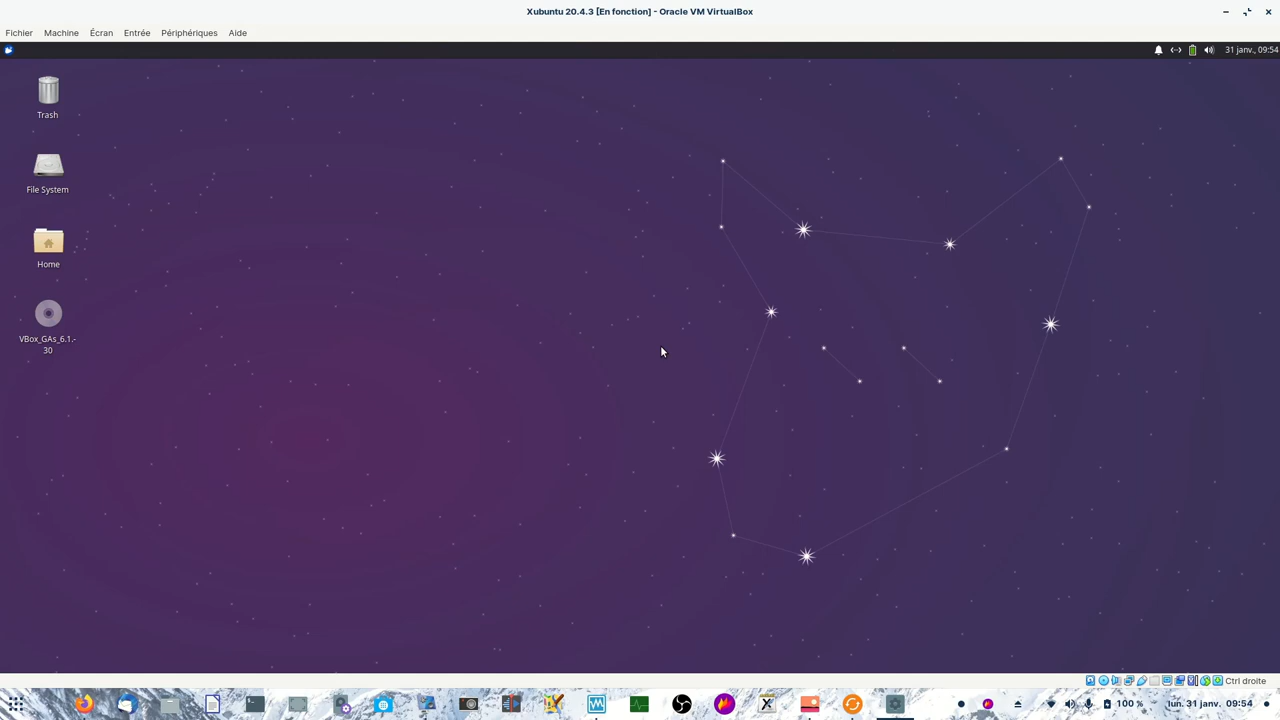 Xubuntu 20.4.3 [En fonction] - Oracle VM VirtualBox
Fichier Machine Écran Entrée Périphériques Aide
31 janv., 09:54
Trash
File System
Home
VBox_GAs_6.1.-
30
Ctrl droite
100 % lun. 31 janv. 09:54